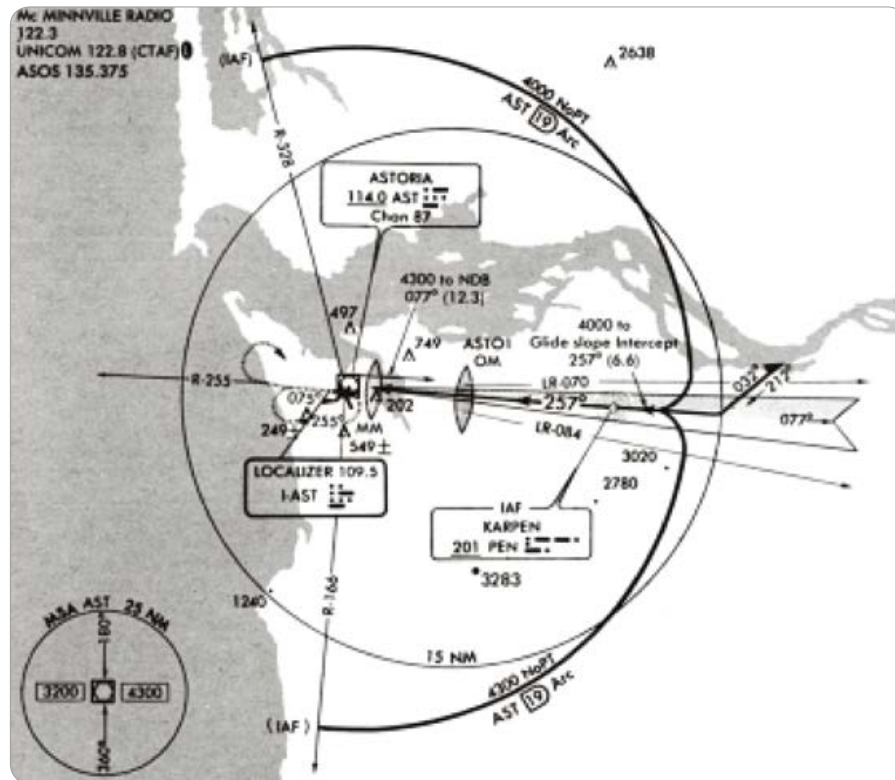 Mc MINNVILLE RADIO
122.3
UNICOM 122.8 (CTAF)
ASOS 135.375
(IAF)
2638
4000 NoPT
AST 19 Arc
R-328
ASTORIA
114.0 AST
Chan 87
4300 to NDB
077° (12.3)
497
749
ASTOI
OM
4000 to
Glide slope Intercept
257° (6.6)
R-255
LR-070
032°
212°
075°
202
257°
077°
255°
249±
MM
549±
LR-084
LOCALIZER 109.5
I-AST
3020
2780
IAF
KARPEN
201 PEN
3283
1240
R-166
MSA AST 25 NM
180°
3200
4300
360°
15 NM
4300 NoPT
AST 19 Arc
(IAF)